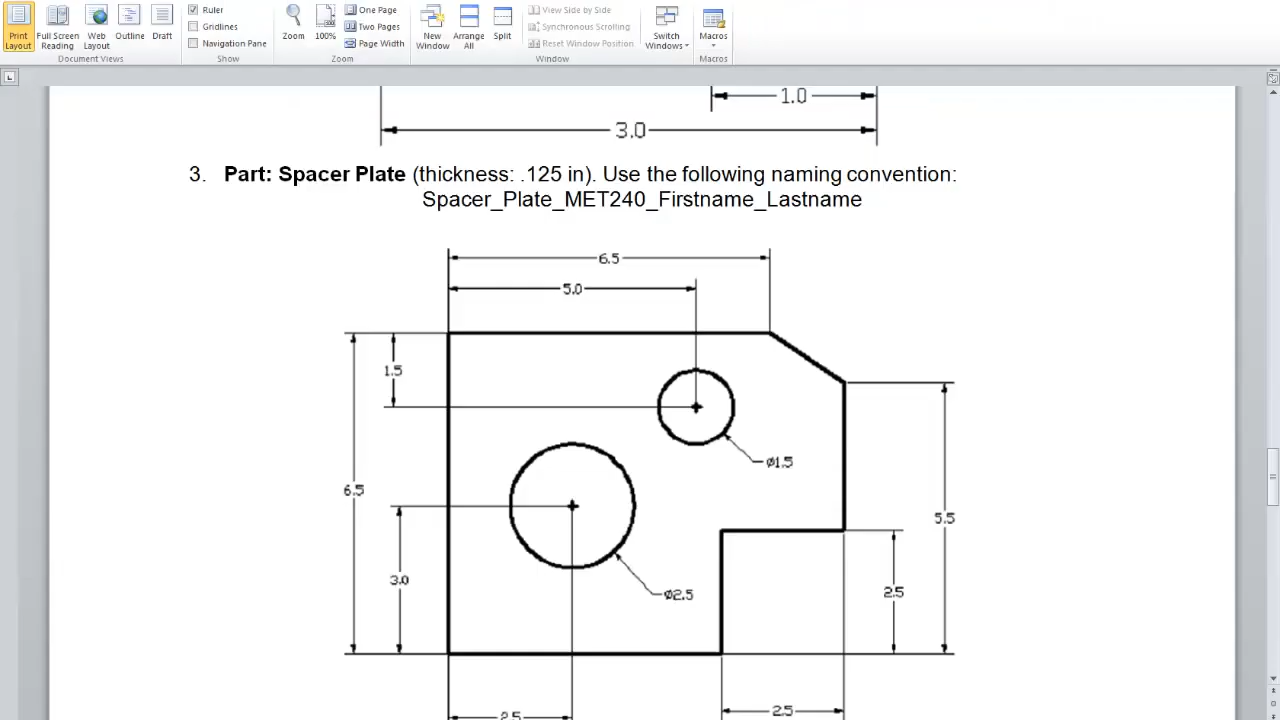 Print Layout
Full Screen Reading
Web Layout
Outline
Draft
Document Views
Ruler
Gridlines
Navigation Pane
Show
Zoom
100%
One Page
Two Pages
Page Width
Zoom
New Window
Arrange All
Split
View Side by Side
Synchronous Scrolling
Reset Window Position
Window
Switch Windows
Macros
Macros
1.0
3.0
3. Part: Spacer Plate (thickness: .125 in). Use the following naming convention:
Spacer_Plate_MET240_Firstname_Lastname
6.5
5.0
1.5
ø1.5
6.5
5.5
3.0
ø2.5
2.5
2.5
2.5